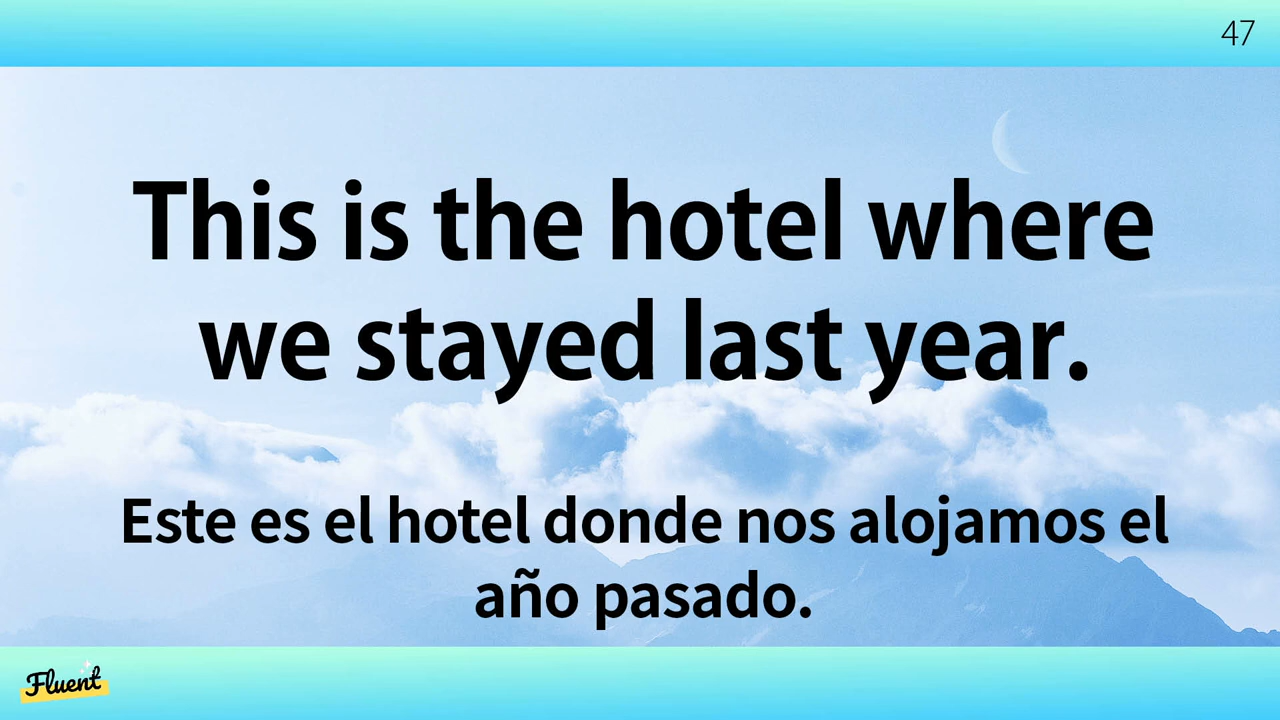 47
This is the hotel where
we stayed last year.
Este es el hotel donde nos alojamos el
año pasado.
Fluent